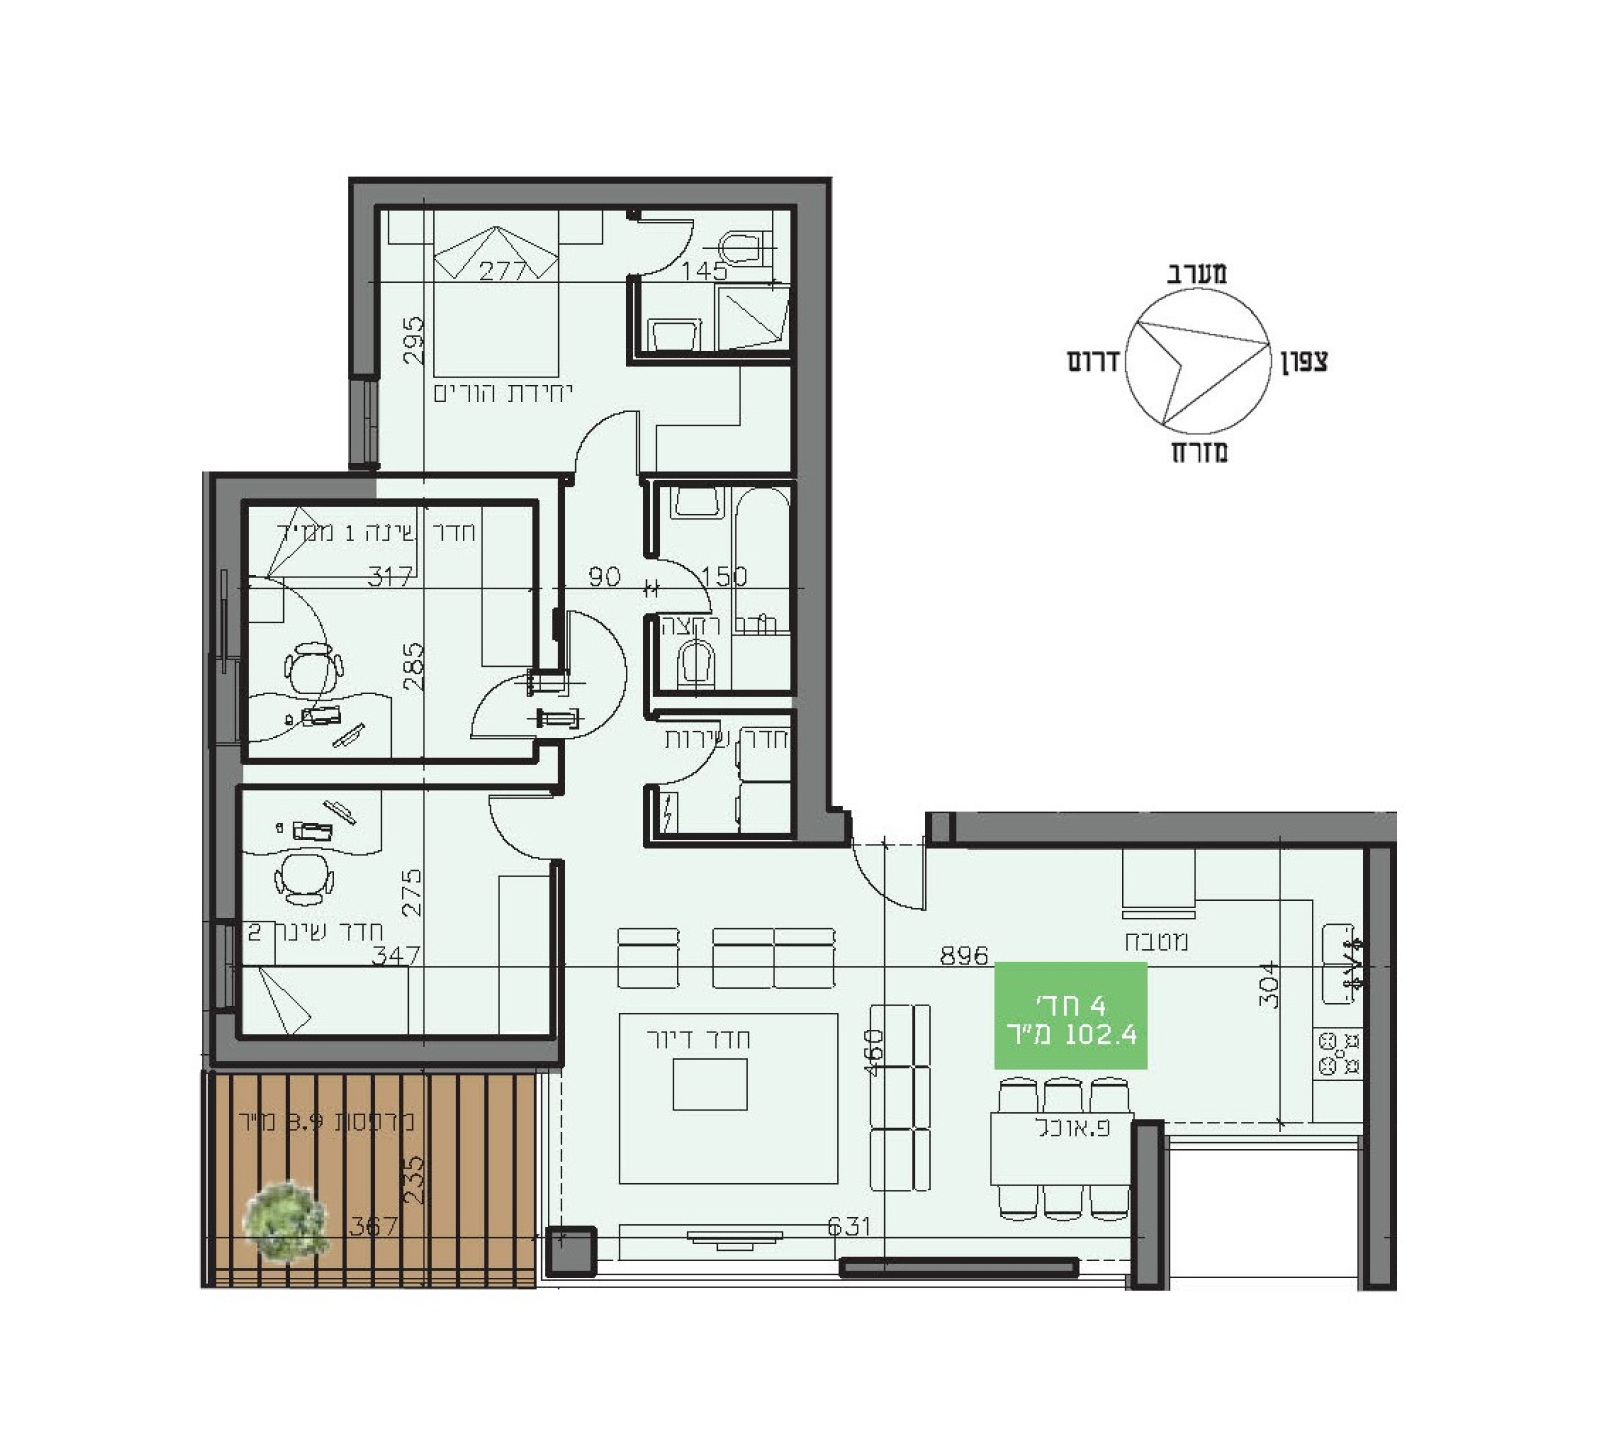 277
145
295
יחידת הורים
מערב
צפון
דרום
מזרח
חדר שינה 1 ממ״ד
317
90
150
חדר רחצה
285
חדר שירות
275
חדר שינה 2
347
896
מטבח
304
4 חד׳
102.4 מ״ר
חדר דיור
460
פ.אוכל
מרפסת 8.9 מ״ר
235
367
631